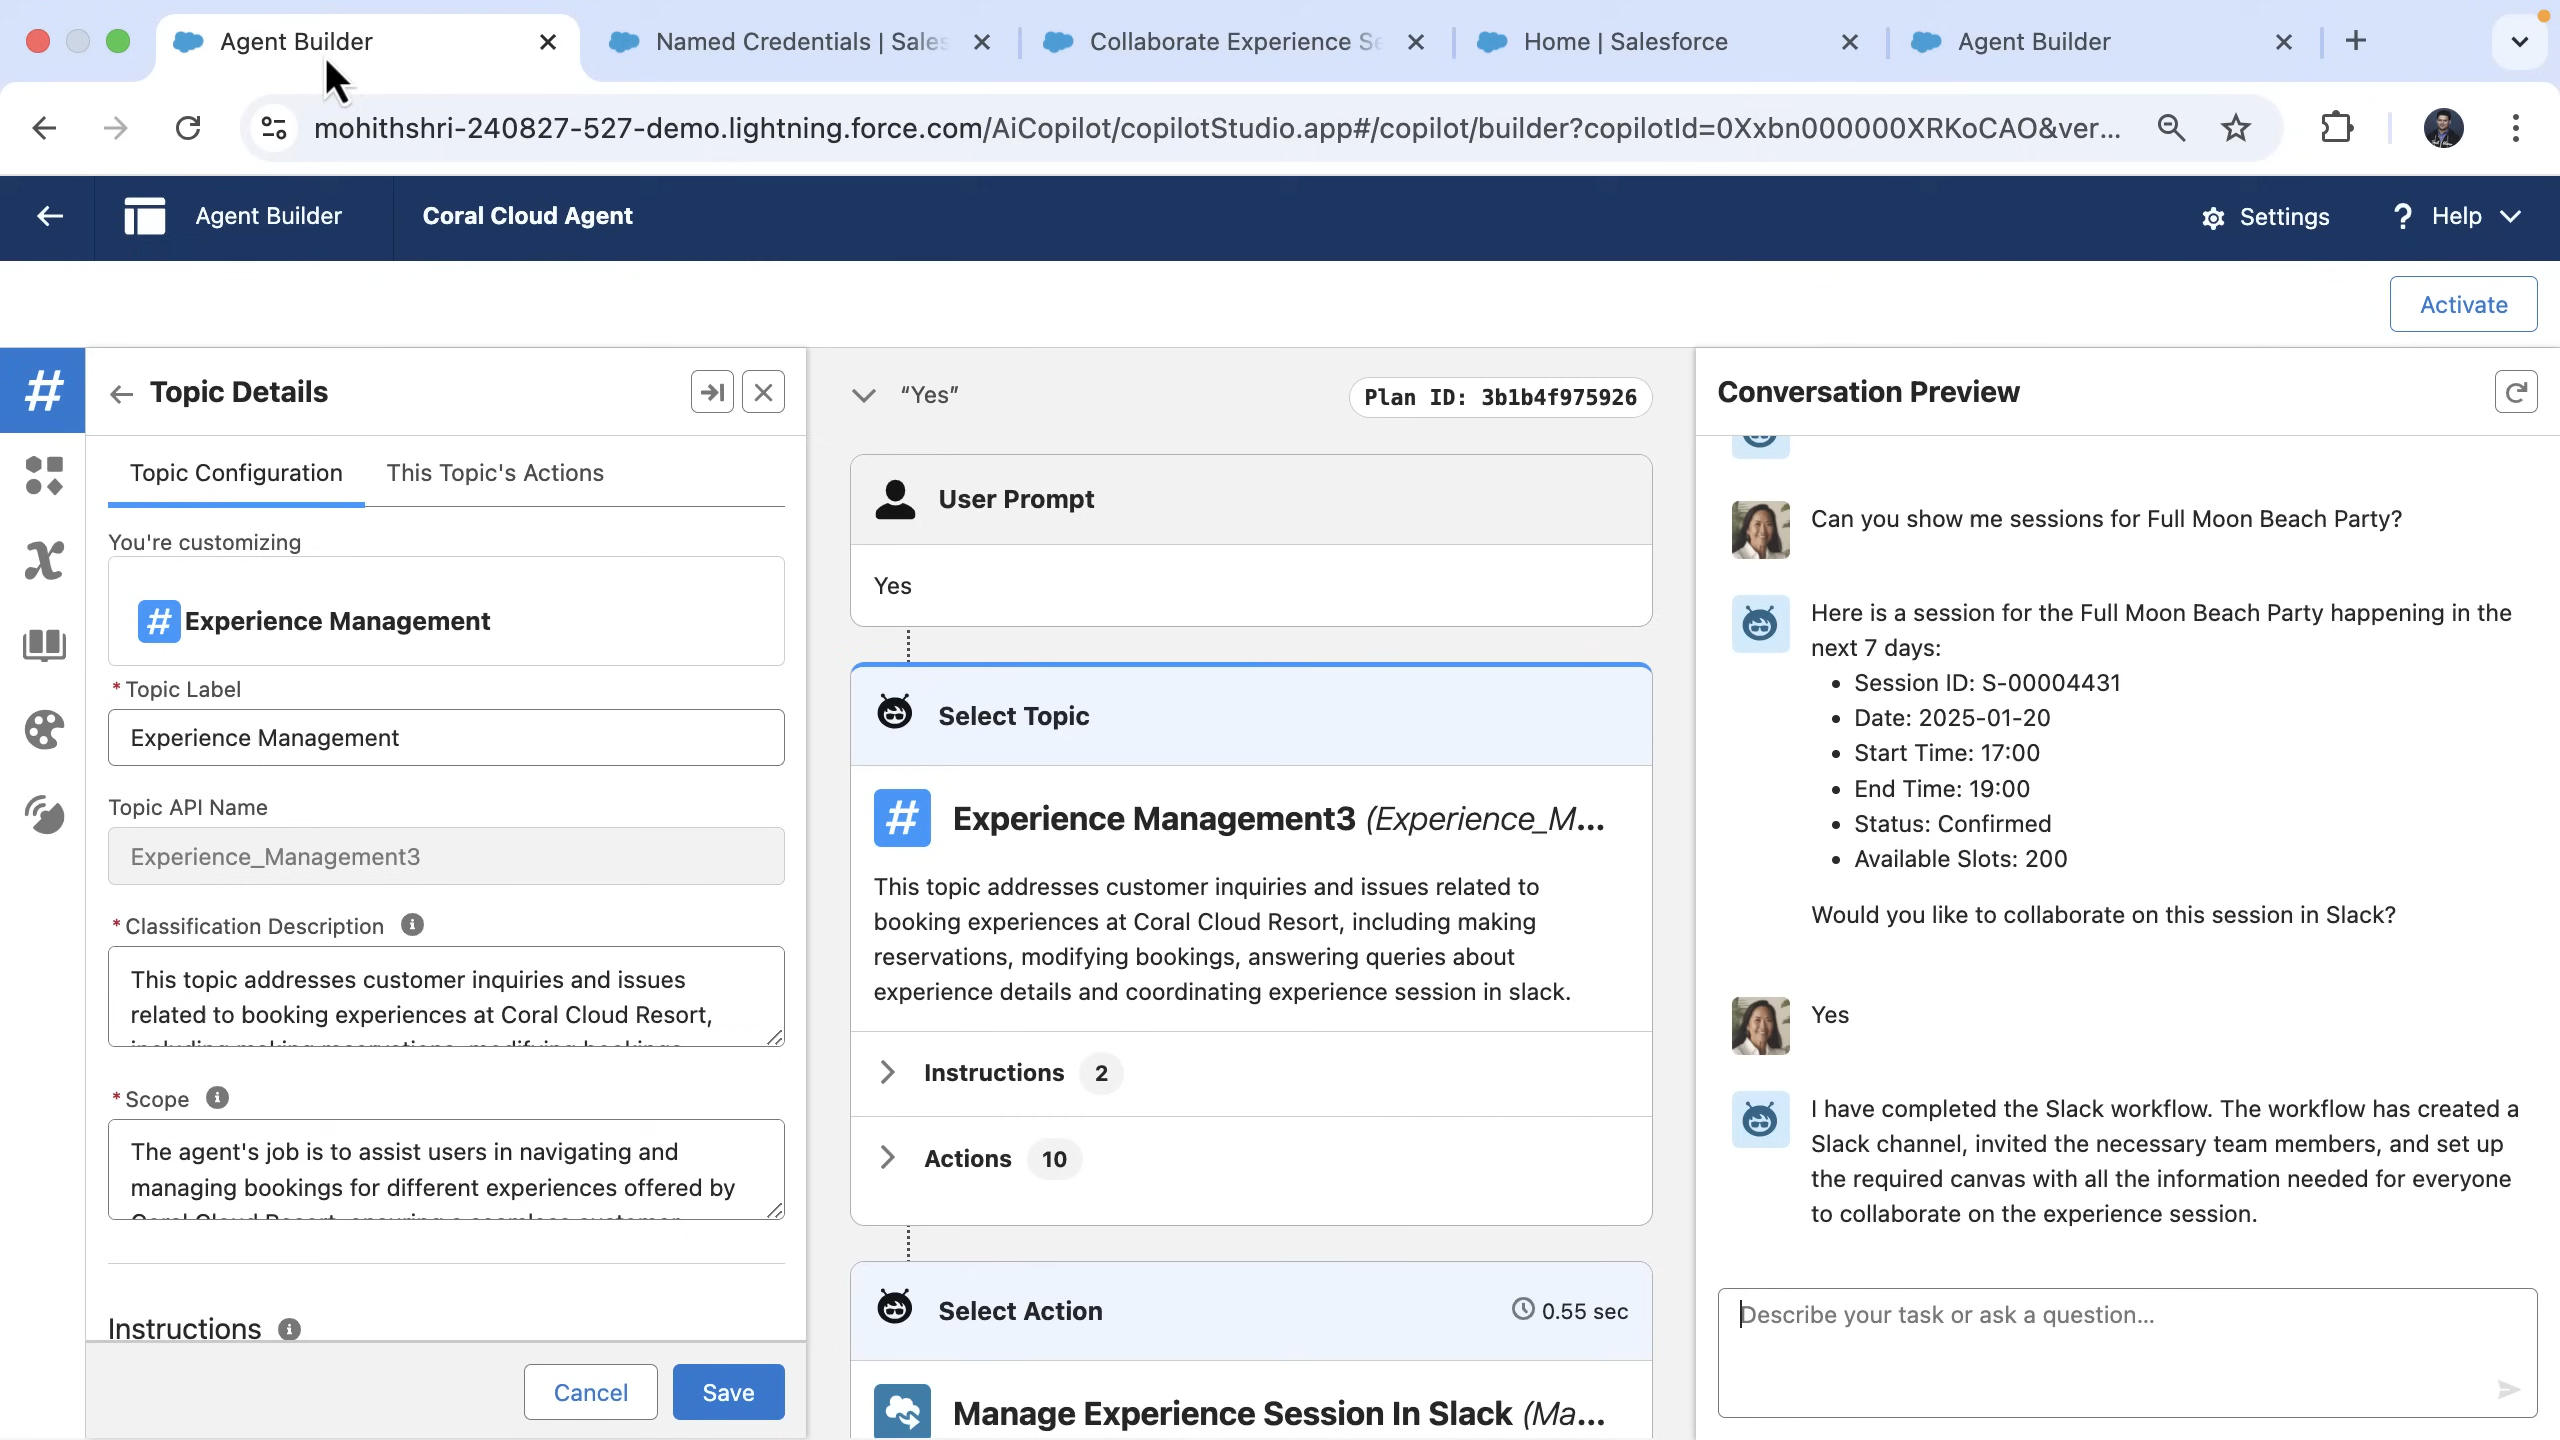 Agent Builder
Named Credentials | Sales
Collaborate Experience Se
Home | Salesforce
Agent Builder
mohithshri-240827-527-demo.lightning.force.com/AiCopilot/copilotStudio.app#/copilot/builder?copilotId=0Xxbn000000XRKoCAO&ver...
Agent Builder
Coral Cloud Agent
Settings
? Help
Activate
# Topic Details
Topic Configuration
This Topic's Actions
You're customizing
# Experience Management
* Topic Label
Experience Management
Topic API Name
Experience_Management3
* Classification Description
This topic addresses customer inquiries and issues
related to booking experiences at Coral Cloud Resort,
including making reservations, modifying bookings,
* Scope
The agent's job is to assist users in navigating and
managing bookings for different experiences offered by
Coral Cloud Resort, ensuring a seamless customer
Instructions
Cancel
Save
"Yes"
Plan ID: 3b1b4f975926
User Prompt
Yes
Select Topic
# Experience Management3 (Experience_M...
This topic addresses customer inquiries and issues related to
booking experiences at Coral Cloud Resort, including making
reservations, modifying bookings, answering queries about
experience details and coordinating experience session in slack.
Instructions 2
Actions 10
Select Action
0.55 sec
Manage Experience Session In Slack (Ma...
Conversation Preview
Can you show me sessions for Full Moon Beach Party?
Here is a session for the Full Moon Beach Party happening in the
next 7 days:
• Session ID: S-00004431
• Date: 2025-01-20
• Start Time: 17:00
• End Time: 19:00
• Status: Confirmed
• Available Slots: 200
Would you like to collaborate on this session in Slack?
Yes
I have completed the Slack workflow. The workflow has created a
Slack channel, invited the necessary team members, and set up
the required canvas with all the information needed for everyone
to collaborate on the experience session.
Describe your task or ask a question...